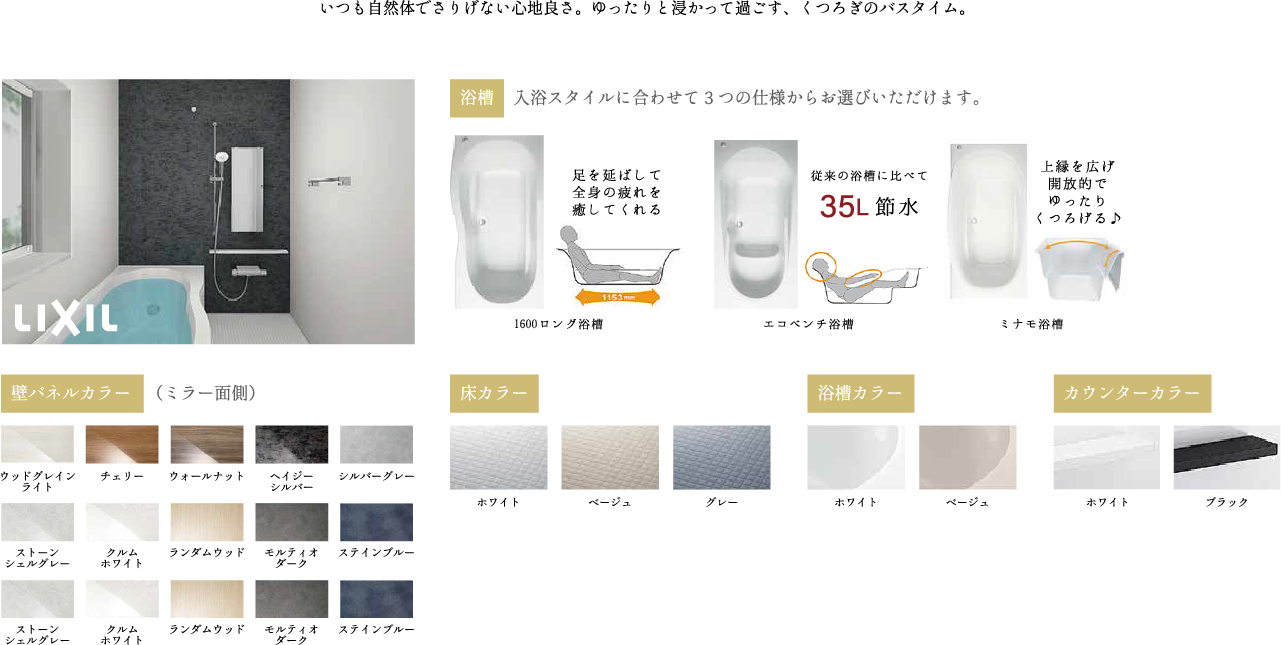 いつも自然体でさりげない心地良さ。ゆったりと浸かって過ごす、くつろぎのバスタイム。
LIXIL
浴槽
入浴スタイルに合わせて３つの仕様からお選びいただけます。
足を延ばして
全身の疲れを
癒してくれる
1153mm
1600ロング浴槽
従来の浴槽に比べて
35L 節水
エコベンチ浴槽
上縁を広げ
開放的で
ゆったり
くつろげる♪
ミナモ浴槽
壁パネルカラー
（ミラー面側）
ウッドグレイン
ライト
チェリー
ウォールナット
ヘイジー
シルバー
シルバーグレー
ストーン
シェルグレー
クルム
ホワイト
ランダムウッド
モルティオ
ダーク
ステインブルー
ストーン
シェルグレー
クルム
ホワイト
ランダムウッド
モルティオ
ダーク
ステインブルー
床カラー
ホワイト
ベージュ
グレー
浴槽カラー
ホワイト
ベージュ
カウンターカラー
ホワイト
ブラック